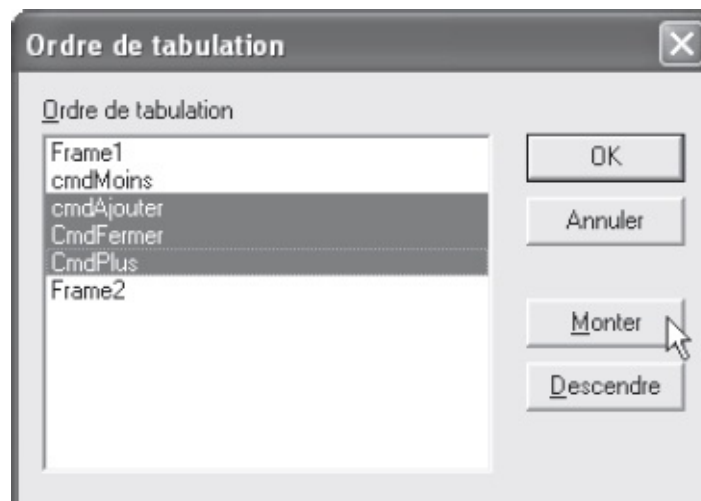 Ordre de tabulation
Ordre de tabulation
Frame1
cmdMoins
cmdAjouter
CmdFermer
CmdPlus
Frame2
OK
Annuler
Monter
Descendre